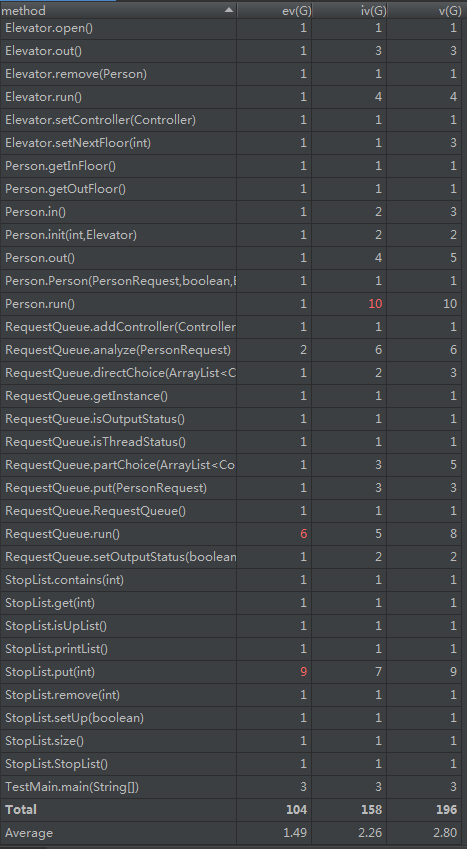 method ev(G) iv(G) v(G)
Elevator.open() 1 1 1
Elevator.out() 1 3 3
Elevator.remove(Person) 1 1 1
Elevator.run() 1 4 4
Elevator.setController(Controller) 1 1 1
Elevator.setNextFloor(int) 1 1 3
Person.getInFloor() 1 1 1
Person.getOutFloor() 1 1 1
Person.in() 1 2 3
Person.init(int,Elevator) 1 2 2
Person.out() 1 4 5
Person.Person(PersonRequest,boolean,E 1 1 1
Person.run() 1 10 10
RequestQueue.addController(Controller 1 1 1
RequestQueue.analyze(PersonRequest) 2 6 6
RequestQueue.directChoice(ArrayList<C 1 2 3
RequestQueue.getInstance() 1 1 1
RequestQueue.isOutputStatus() 1 1 1
RequestQueue.isThreadStatus() 1 1 1
RequestQueue.partChoice(ArrayList<Co 1 3 5
RequestQueue.put(PersonRequest) 1 3 3
RequestQueue.RequestQueue() 1 1 1
RequestQueue.run() 6 5 8
RequestQueue.setOutputStatus(boolean 1 2 2
StopList.contains(int) 1 1 1
StopList.get(int) 1 1 1
StopList.isUpList() 1 1 1
StopList.printList() 1 1 1
StopList.put(int) 9 7 9
StopList.remove(int) 1 1 1
StopList.setUp(boolean) 1 1 1
StopList.size() 1 1 1
StopList.StopList() 1 1 1
TestMain.main(String[]) 3 3 3
Total 104 158 196
Average 1.49 2.26 2.80